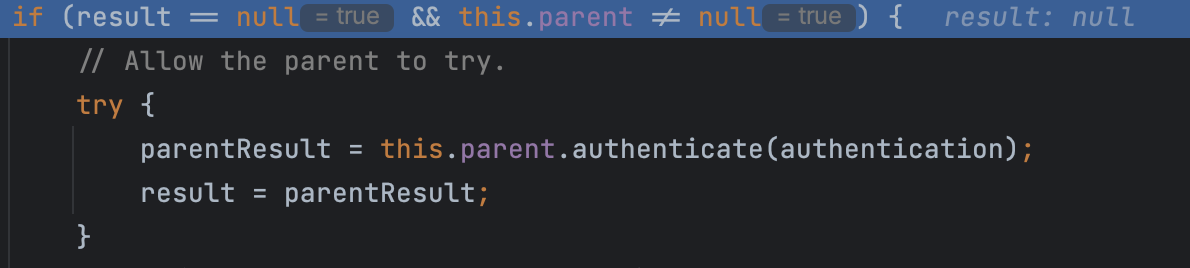 if (result == null = true && this.parent ≠ null = true ) { result: null
// Allow the parent to try.
try {
parentResult = this.parent.authenticate(authentication);
result = parentResult;
}